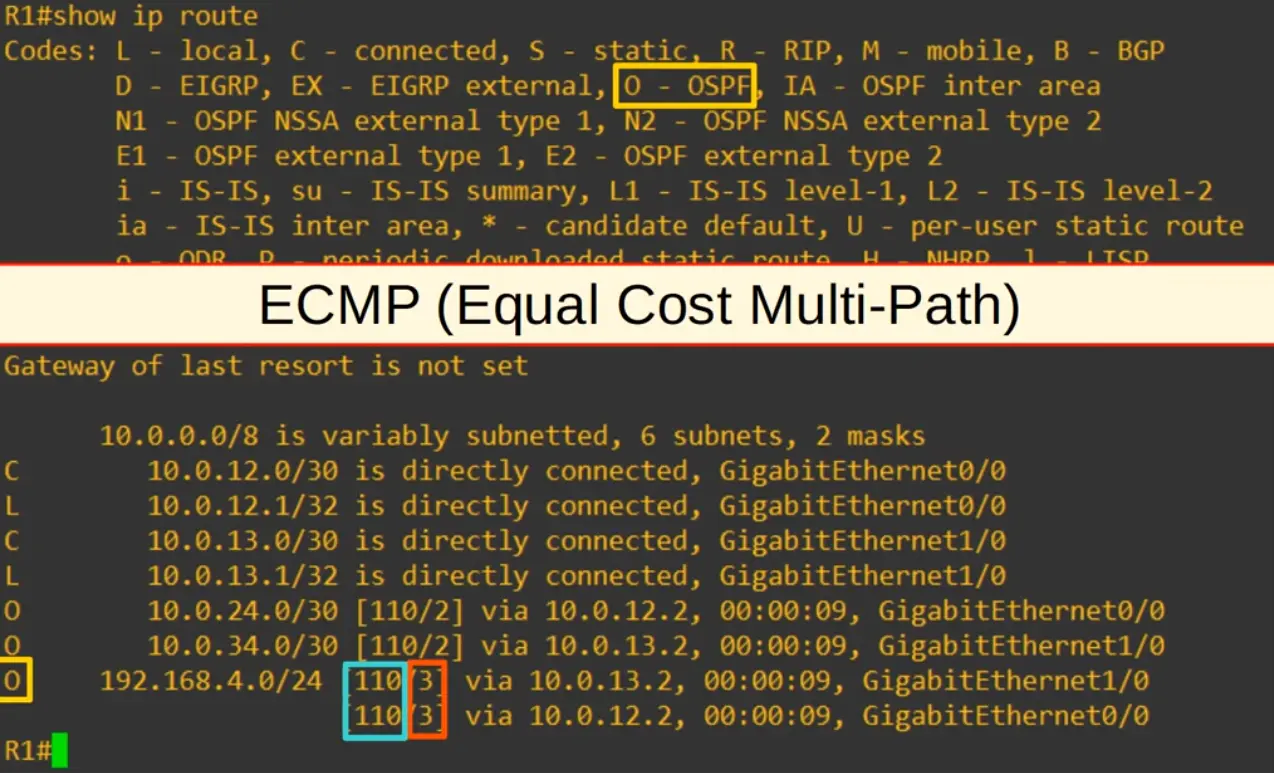 R1#show ip route
Codes: L - local, C - connected, S - static, R - RIP, M - mobile, B - BGP
D - EIGRP, EX - EIGRP external, O - OSPF, IA - OSPF inter area
N1 - OSPF NSSA external type 1, N2 - OSPF NSSA external type 2
E1 - OSPF external type 1, E2 - OSPF external type 2
i - IS-IS, su - IS-IS summary, L1 - IS-IS level-1, L2 - IS-IS level-2
ia - IS-IS inter area, * - candidate default, U - per-user static route
o - ODR, P - periodic downloaded static route, H - NHRP, l - LISP
ECMP (Equal Cost Multi-Path)
Gateway of last resort is not set
10.0.0.0/8 is variably subnetted, 6 subnets, 2 masks
C 10.0.12.0/30 is directly connected, GigabitEthernet0/0
L 10.0.12.1/32 is directly connected, GigabitEthernet0/0
C 10.0.13.0/30 is directly connected, GigabitEthernet1/0
L 10.0.13.1/32 is directly connected, GigabitEthernet1/0
O 10.0.24.0/30 [110/2] via 10.0.12.2, 00:00:09, GigabitEthernet0/0
O 10.0.34.0/30 [110/2] via 10.0.13.2, 00:00:09, GigabitEthernet1/0
O 192.168.4.0/24 [110/3] via 10.0.13.2, 00:00:09, GigabitEthernet1/0
[110/3] via 10.0.12.2, 00:00:09, GigabitEthernet0/0
R1#